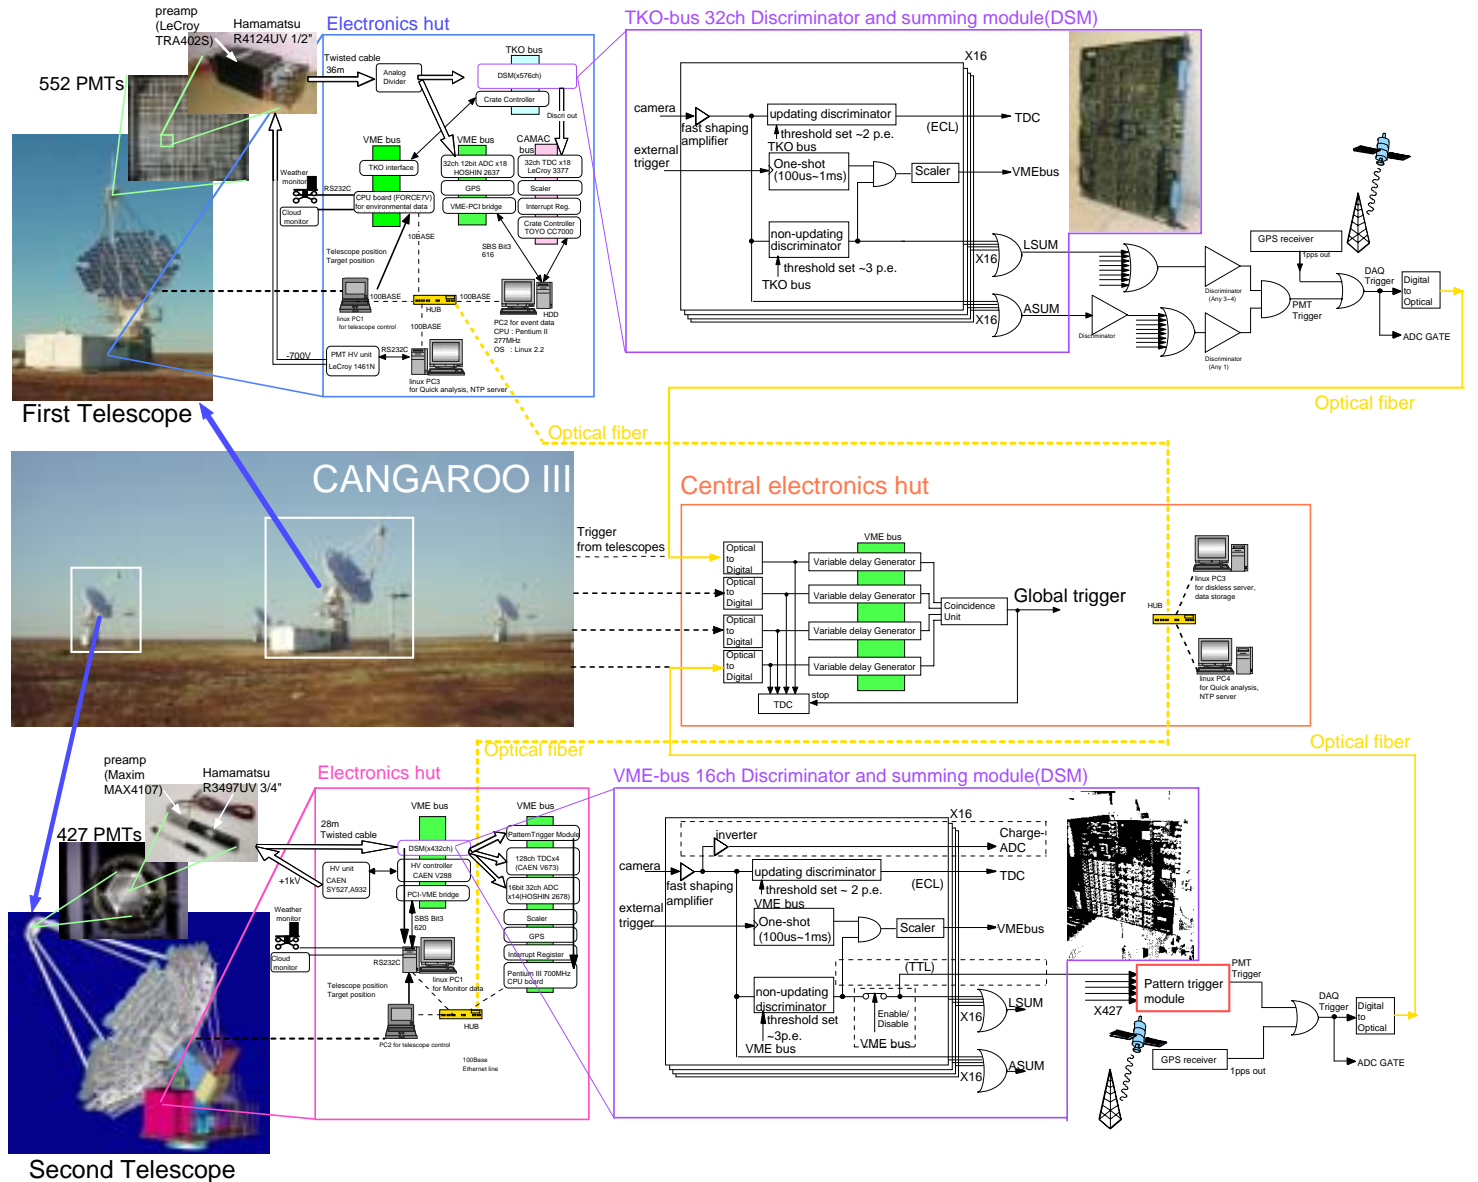 preamp
(LeCroy
TRA402S)
Hamamatsu
R4124UV 1/2"
552 PMTs
Electronics hut
Twisted cable
36m
Analog
Divider
TKO bus
DSM(x576ch)
Crate Controller
Discri out
VME bus
VME bus
CAMAC
bus
TKO interface
32ch 12bit ADC x18
HOSHIN 2637
32ch TDC x18
LeCroy 3377
Weather
monitor
RS232C
CPU board (FORCE7V)
for environmental data
GPS
Scaler
VME-PCI bridge
Interrupt Reg.
Cloud
monitor
Crate Controller
TOYO CC7000
10BASE
Telescope position
Target position
SBS Bit3
616
100BASE
100BASE
HUB
HDD
linux PC1
for telescope control
100BASE
PC2 for event data
CPU : Pentium II
277MHz
OS : Linux 2.2
-700V
PMT HV unit
LeCroy 1461N
RS232C
linux PC3
for Quick analysis, NTP server
First Telescope
TKO-bus 32ch Discriminator and summing module(DSM)
X16
camera
fast shaping
amplifier
updating discriminator
threshold set ~2 p.e.
TKO bus
(ECL)
TDC
external
trigger
One-shot
(100us~1ms)
Scaler
VMEbus
non-updating
discriminator
threshold set ~3 p.e.
TKO bus
LSUM
X16
ASUM
X16
Discriminator
Discriminator
(Any 3~4)
Discriminator
(Any 1)
GPS receiver
1pps out
PMT
Trigger
DAQ
Trigger
Digital
to
Optical
ADC GATE
Optical fiber
Optical fiber
CANGAROO III
Trigger
from telescopes
Central electronics hut
VME bus
Optical
to
Digital
Variable delay Generator
Optical
to
Digital
Variable delay Generator
Optical
to
Digital
Variable delay Generator
Optical
to
Digital
Variable delay Generator
Coincidence
Unit
Global trigger
stop
TDC
HUB
linux PC3
for diskless server,
data storage
linux PC4
for Quick analysis,
NTP server
Optical fiber
Optical fiber
preamp
(Maxim
MAX4107)
Hamamatsu
R3497UV 3/4"
427 PMTs
Electronics hut
28m
Twisted cable
VME bus
VME bus
DSM(x432ch)
PatternTrigger Module
+1kV
HV unit
CAEN
SY527,A932
HV controller
CAEN V288
128ch TDCx4
(CAEN V673)
PCI-VME bridge
16bit 32ch ADC
x14(HOSHIN 2678)
SBS Bit3
620
Scaler
GPS
Weather
monitor
Interrupt Register
Cloud
monitor
RS232C
Pentium III 700MHz
CPU board
linux PC1
for Monitor data
Telescope position
Target position
HUB
PC2 for telescope control
100Base
Ethernet line
Second Telescope
VME-bus 16ch Discriminator and summing module(DSM)
X16
inverter
Charge-
ADC
camera
fast shaping
amplifier
updating discriminator
threshold set ~ 2 p.e.
VME bus
(ECL)
TDC
external
trigger
One-shot
(100us~1ms)
Scaler
VMEbus
(TTL)
non-updating
discriminator
threshold set
~3p.e.
VME bus
Enable/
Disable
VME bus
LSUM
X16
ASUM
X16
X427
Pattern trigger
module
PMT
Trigger
GPS receiver
1pps out
DAQ
Trigger
Digital
to
Optical
ADC GATE